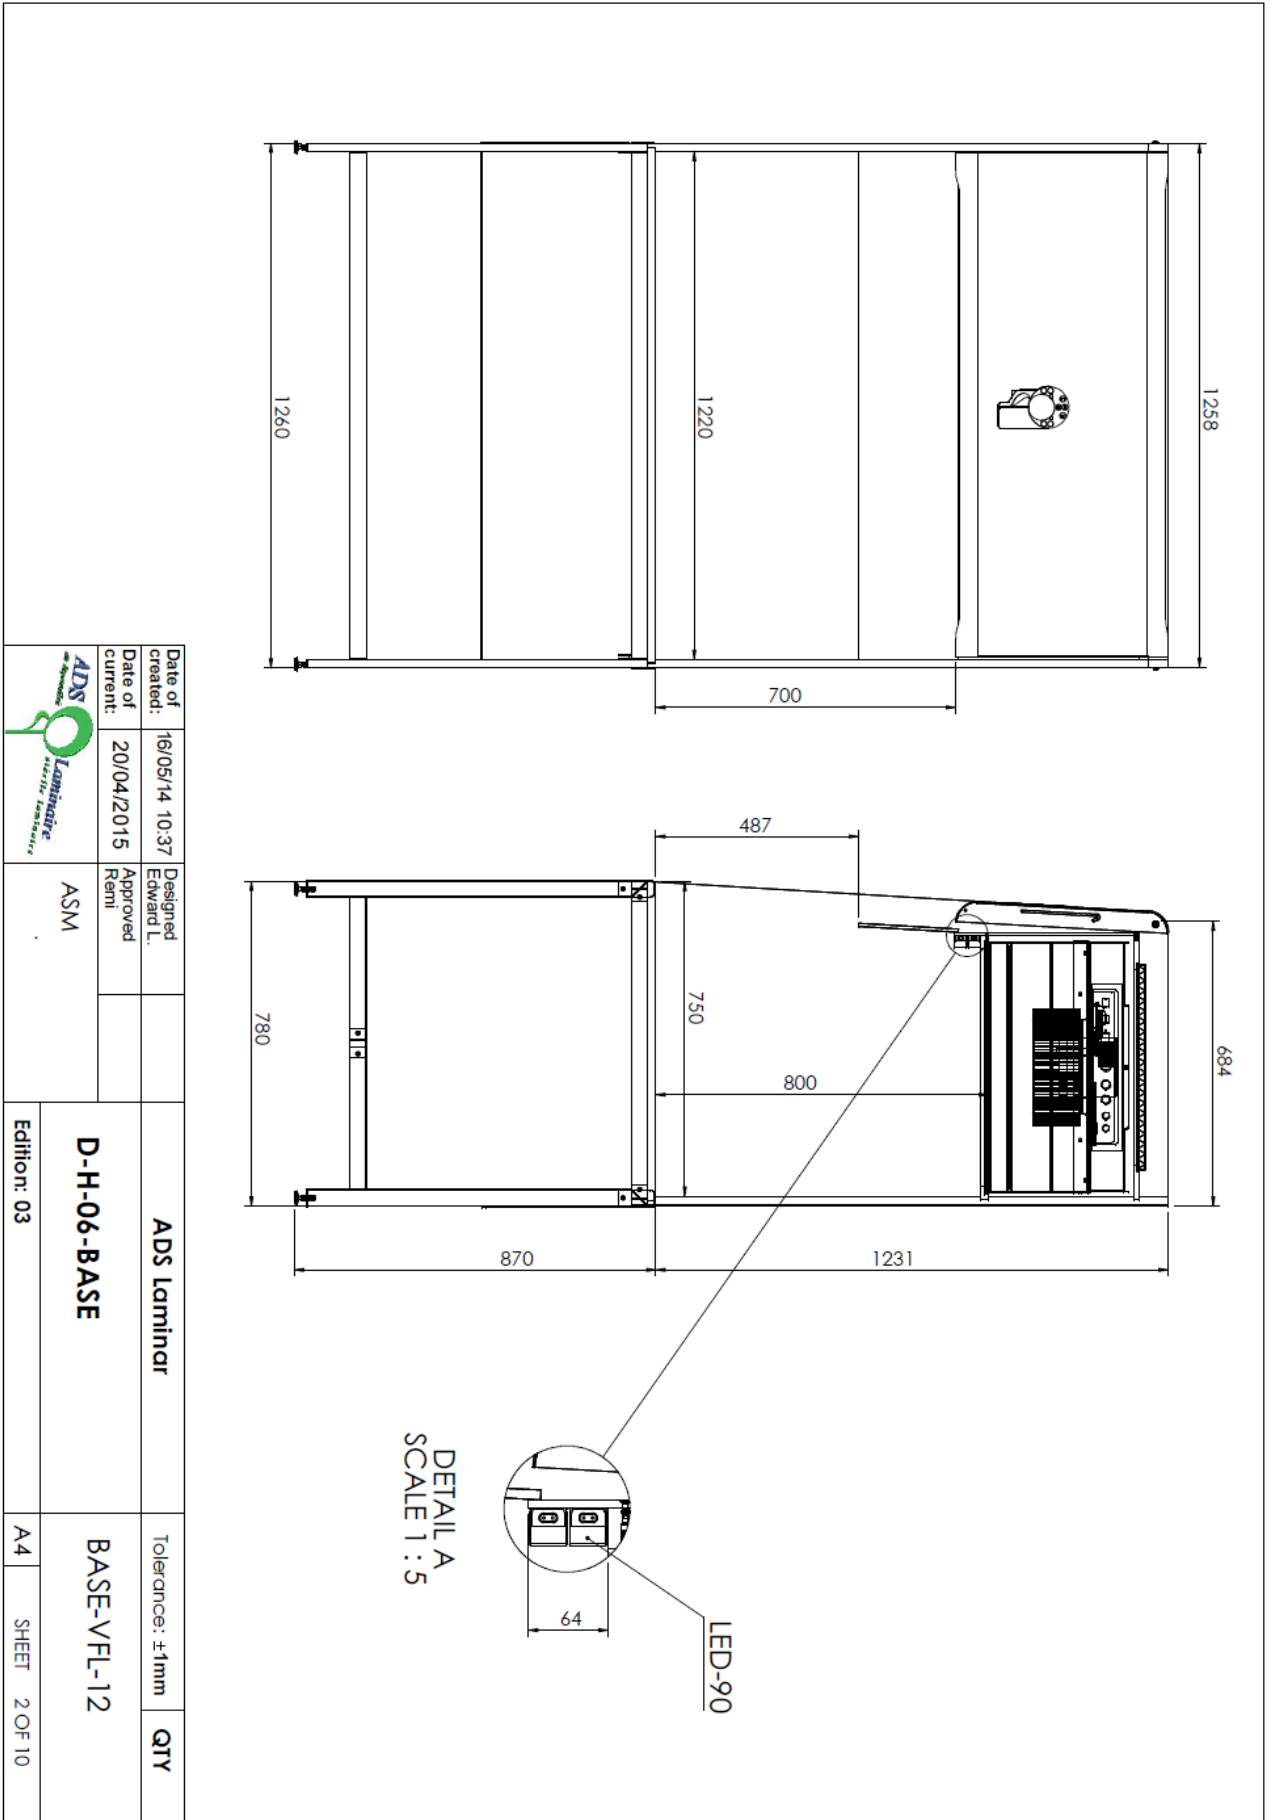 1258
1220
1260
700
487
684
750
800
780
1231
870
DETAIL A
SCALE 1 : 5
64
LED-90
Date of
created:
16/05/14 10:37
Designed
Edward L.
ADS Laminar
Tolerance: ±1mm
QTY
Date of
current:
20/04/2015
Approved
Remi
D-H-06-BASE
BASE-VFL-12
ADS
Laminaire
ASM
.
Edition: 03
A4
SHEET 2 OF 10